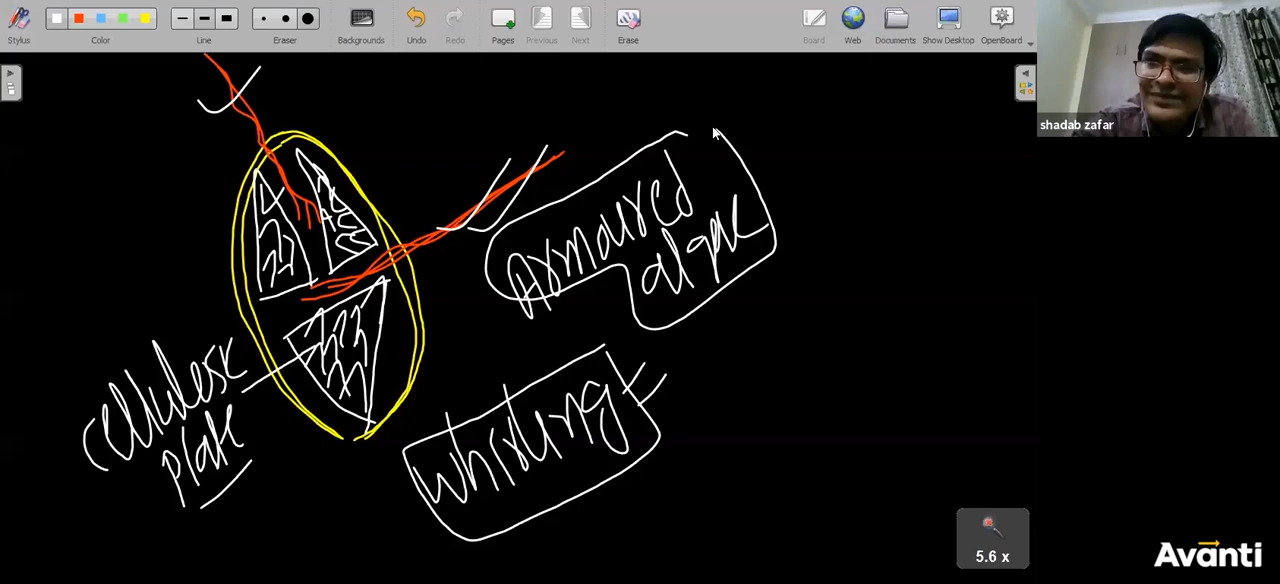 Stylus
Color
Line
Eraser
Backgrounds
Undo
Redo
Pages
Previous
Next
Erase
Board
Web
Documents
Show Desktop
OpenBoard
shadab zafar
Armoured
algae
cellulose
plate
whirling
5.6 x
Avanti